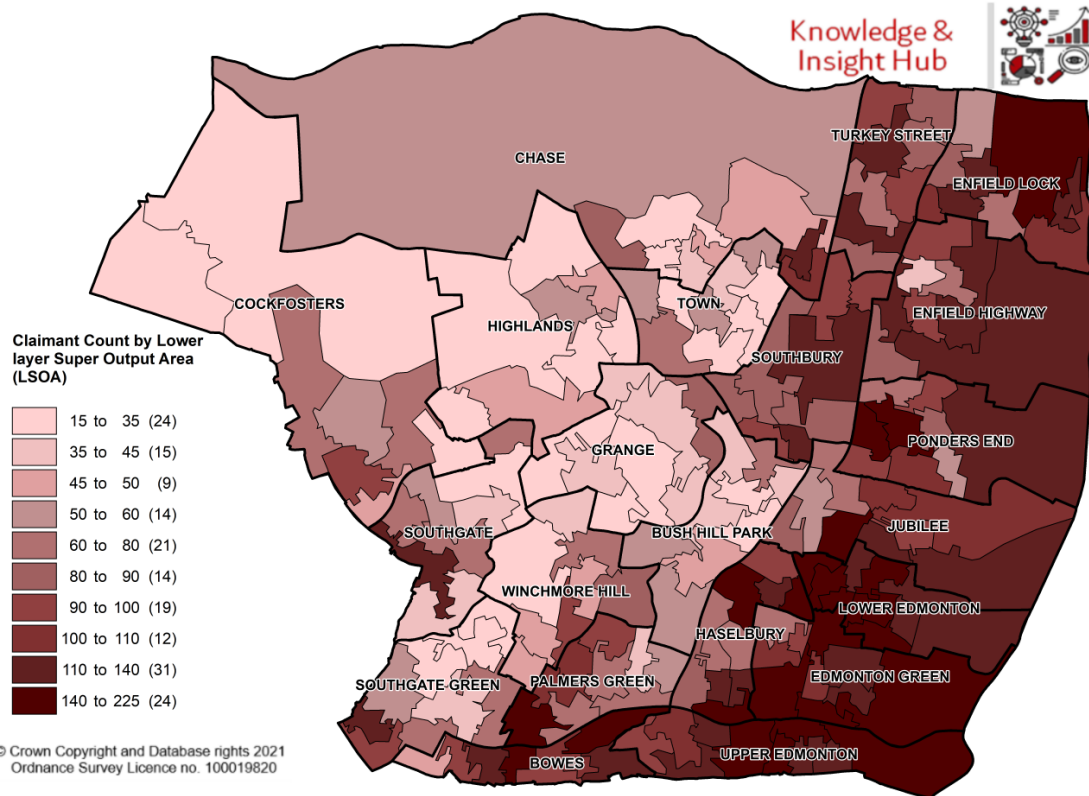 Knowledge &
Insight Hub
TURKEY STREET
CHASE
ENFIELD LOCK
COCKFOSTERS
TOWN
HIGHLANDS
ENFIELD HIGHWAY
SOUTHBURY
Claimant Count by Lower
layer Super Output Area
(LSOA)
15 to 35 (24)
35 to 45 (15)
45 to 50 (9)
50 to 60 (14)
60 to 80 (21)
80 to 90 (14)
90 to 100 (19)
100 to 110 (12)
110 to 140 (31)
140 to 225 (24)
PONDERS END
GRANGE
JUBILEE
SOUTHGATE
BUSH HILL PARK
WINCHMORE HILL
LOWER EDMONTON
HASELBURY
EDMONTON GREEN
SOUTHGATE GREEN
PALMERS GREEN
UPPER EDMONTON
BOWES
© Crown Copyright and Database rights 2021
Ordnance Survey Licence no. 100019820